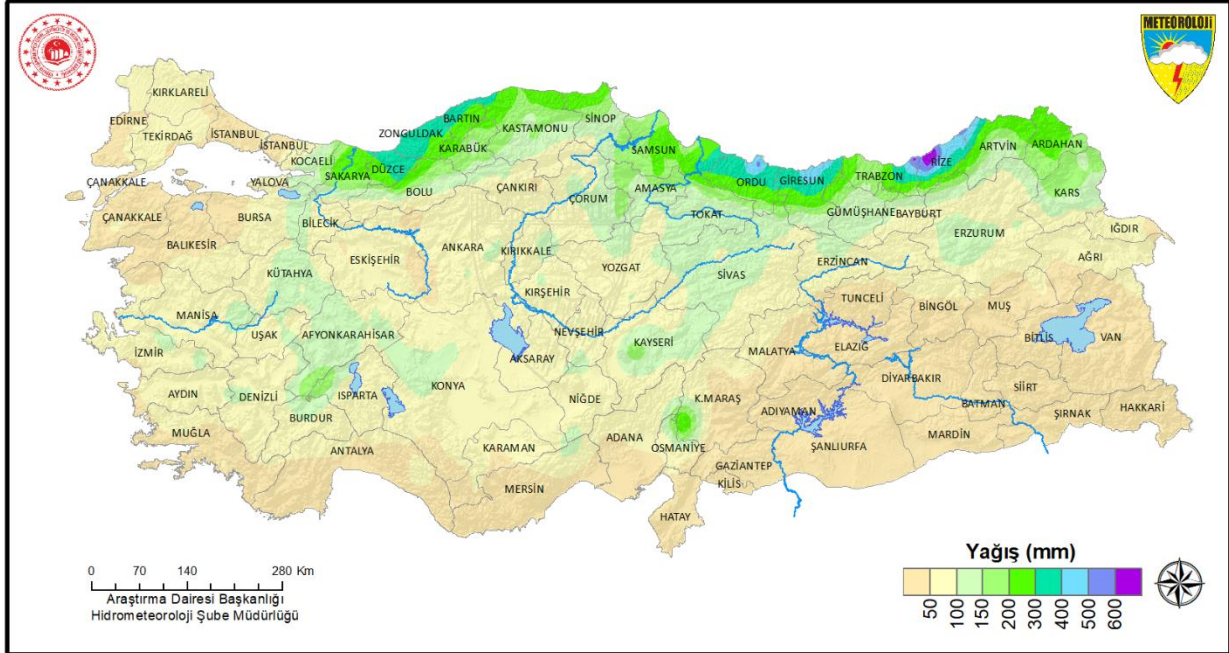 METEOROLOJİ
KIRKLARELİ
EDİRNE
TEKİRDAĞ
İSTANBUL
İSTANBUL
KOCAELİ
YALOVA
SAKARYA
DÜZCE
ZONGULDAK
BARTIN
KARABÜK
KASTAMONU
SİNOP
SAMSUN
ORDU
GİRESUN
TRABZON
RİZE
ARTVİN
ARDAHAN
KARS
ÇANAKKALE
ÇANAKKALE
BURSA
BİLECİK
BOLU
ÇANKIRI
ÇORUM
AMASYA
TOKAT
GÜMÜŞHANE
BAYBURT
ERZURUM
IĞDIR
AĞRI
BALIKESİR
KÜTAHYA
ESKİŞEHİR
ANKARA
KIRIKKALE
YOZGAT
SİVAS
ERZİNCAN
TUNCELİ
BİNGÖL
MUŞ
BİTLİS
VAN
MANİSA
UŞAK
AFYONKARAHİSAR
KIRŞEHİR
NEVŞEHİR
KAYSERİ
MALATYA
ELAZIĞ
DİYARBAKIR
SİİRT
İZMİR
AYDIN
DENİZLİ
ISPARTA
BURDUR
KONYA
AKSARAY
NİĞDE
K.MARAŞ
ADIYAMAN
BATMAN
ŞIRNAK
HAKKARİ
MUĞLA
ANTALYA
KARAMAN
MERSİN
ADANA
OSMANİYE
GAZİANTEP
KİLİS
ŞANLIURFA
MARDİN
HATAY
0 70 140 280 Km
Araştırma Dairesi Başkanlığı
Hidrometeoroloji Şube Müdürlüğü
Yağış (mm)
50 100 150 200 300 400 500 600